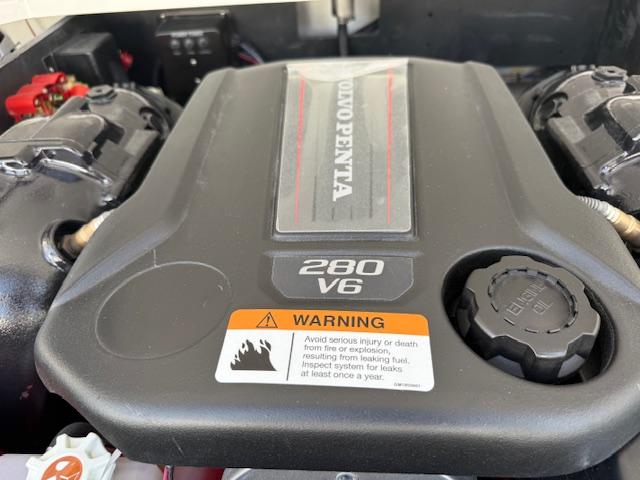 VOLVO PENTA
280
V6
WARNING
Avoid serious injury or death
from fire or explosion,
resulting from leaking fuel.
Inspect system for leaks
at least once a year.
ENGINE
OIL